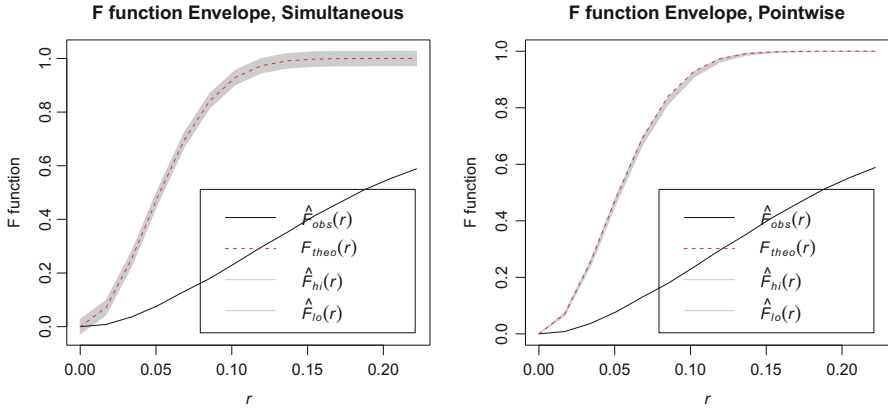 F function Envelope, Simultaneous
F function
1.0
0.8
0.6
0.4
0.2
0.0
F̂obs(r)
Ftheo(r)
F̂hi(r)
F̂lo(r)
0.00 0.05 0.10 0.15 0.20
r
F function Envelope, Pointwise
F function
1.0
0.8
0.6
0.4
0.2
0.0
F̂obs(r)
Ftheo(r)
F̂hi(r)
F̂lo(r)
0.00 0.05 0.10 0.15 0.20
r